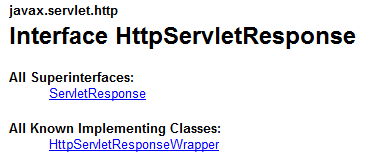 javax.servlet.http
Interface HttpServletResponse
All Superinterfaces:
ServletResponse
All Known Implementing Classes:
HttpServletResponseWrapper